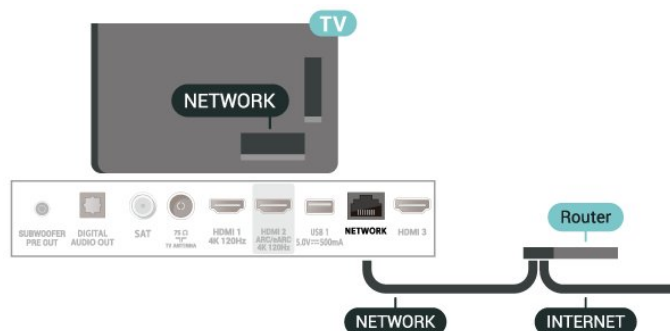 TV
NETWORK
SUBWOOFER
PRE OUT
DIGITAL
AUDIO OUT
SAT
75 Ω
TV ANTENNA
HDMI 1
4K 120Hz
HDMI 2
ARC/eARC
4K 120Hz
USB 1
5.0V⎓500mA
NETWORK
HDMI 3
Router
NETWORK
INTERNET